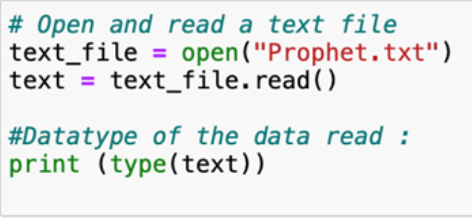 # Open and read a text file
text_file = open("Prophet.txt")
text = text_file.read()
#Datatype of the data read :
print (type(text))